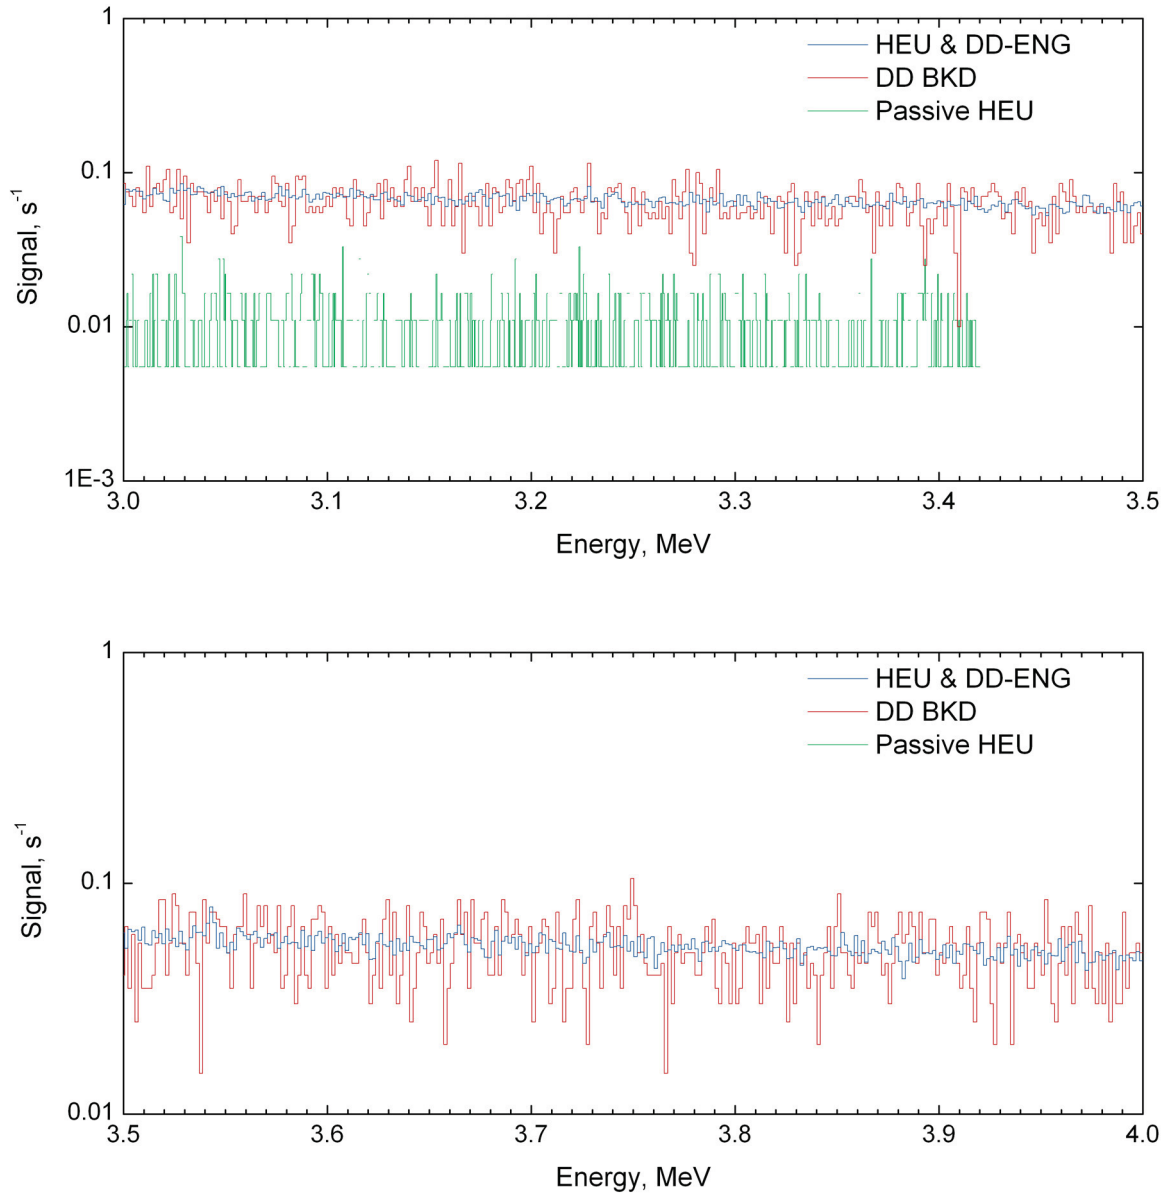 1
HEU & DD-ENG
DD BKD
Passive HEU
0.1
Signal, s-1
0.01
1E-3
3.0 3.1 3.2 3.3 3.4 3.5
Energy, MeV
1
HEU & DD-ENG
DD BKD
Passive HEU
0.1
Signal, s-1
0.01
3.5 3.6 3.7 3.8 3.9 4.0
Energy, MeV